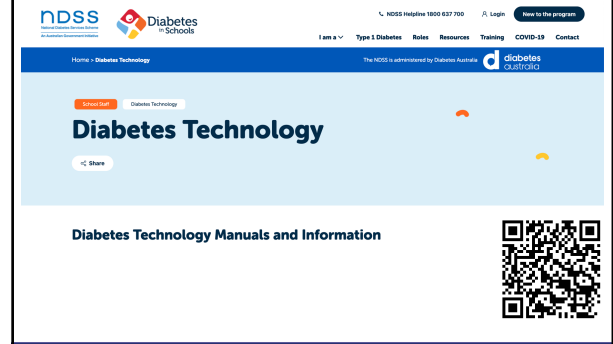 ndss
National Diabetes Services Scheme
An Australian Government Initiative
Diabetes
in Schools
NDSS Helpline 1800 637 700
Login
New to the program
I am a
Type 1 Diabetes
Roles
Resources
Training
COVID-19
Contact
Home > Diabetes Technology
The NDSS is administered by Diabetes Australia
d diabetes
australia
School Staff
Diabetes Technology
Diabetes Technology
Share
Diabetes Technology Manuals and Information